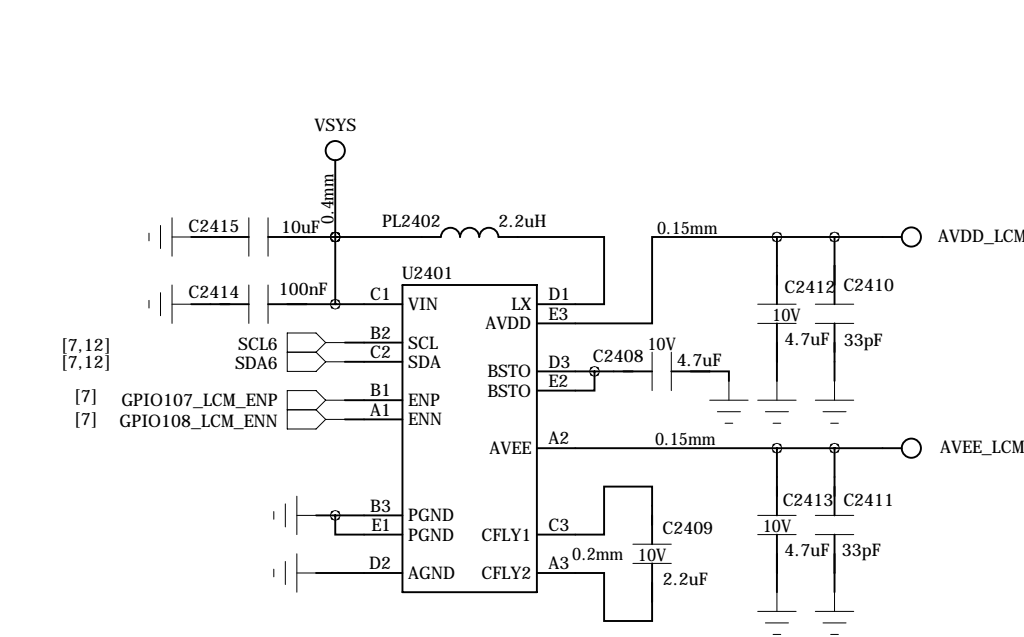 VSYS
0.4mm
C2415 10uF PL2402 2.2uH 0.15mm AVDD_LCM
U2401
C2414 100nF C1 VIN LX D1 C2412 C2410
AVDD E3 10V
[7,12] SCL6 B2 SCL 10V 4.7uF 33pF
[7,12] SDA6 C2 SDA BSTO D3 C2408 4.7uF
BSTO E2
[7] GPIO107_LCM_ENP B1 ENP
[7] GPIO108_LCM_ENN A1 ENN
AVEE A2 0.15mm AVEE_LCM
B3 PGND C2413 C2411
E1 PGND CFLY1 C3 C2409 10V
0.2mm 10V 4.7uF 33pF
D2 AGND CFLY2 A3 2.2uF